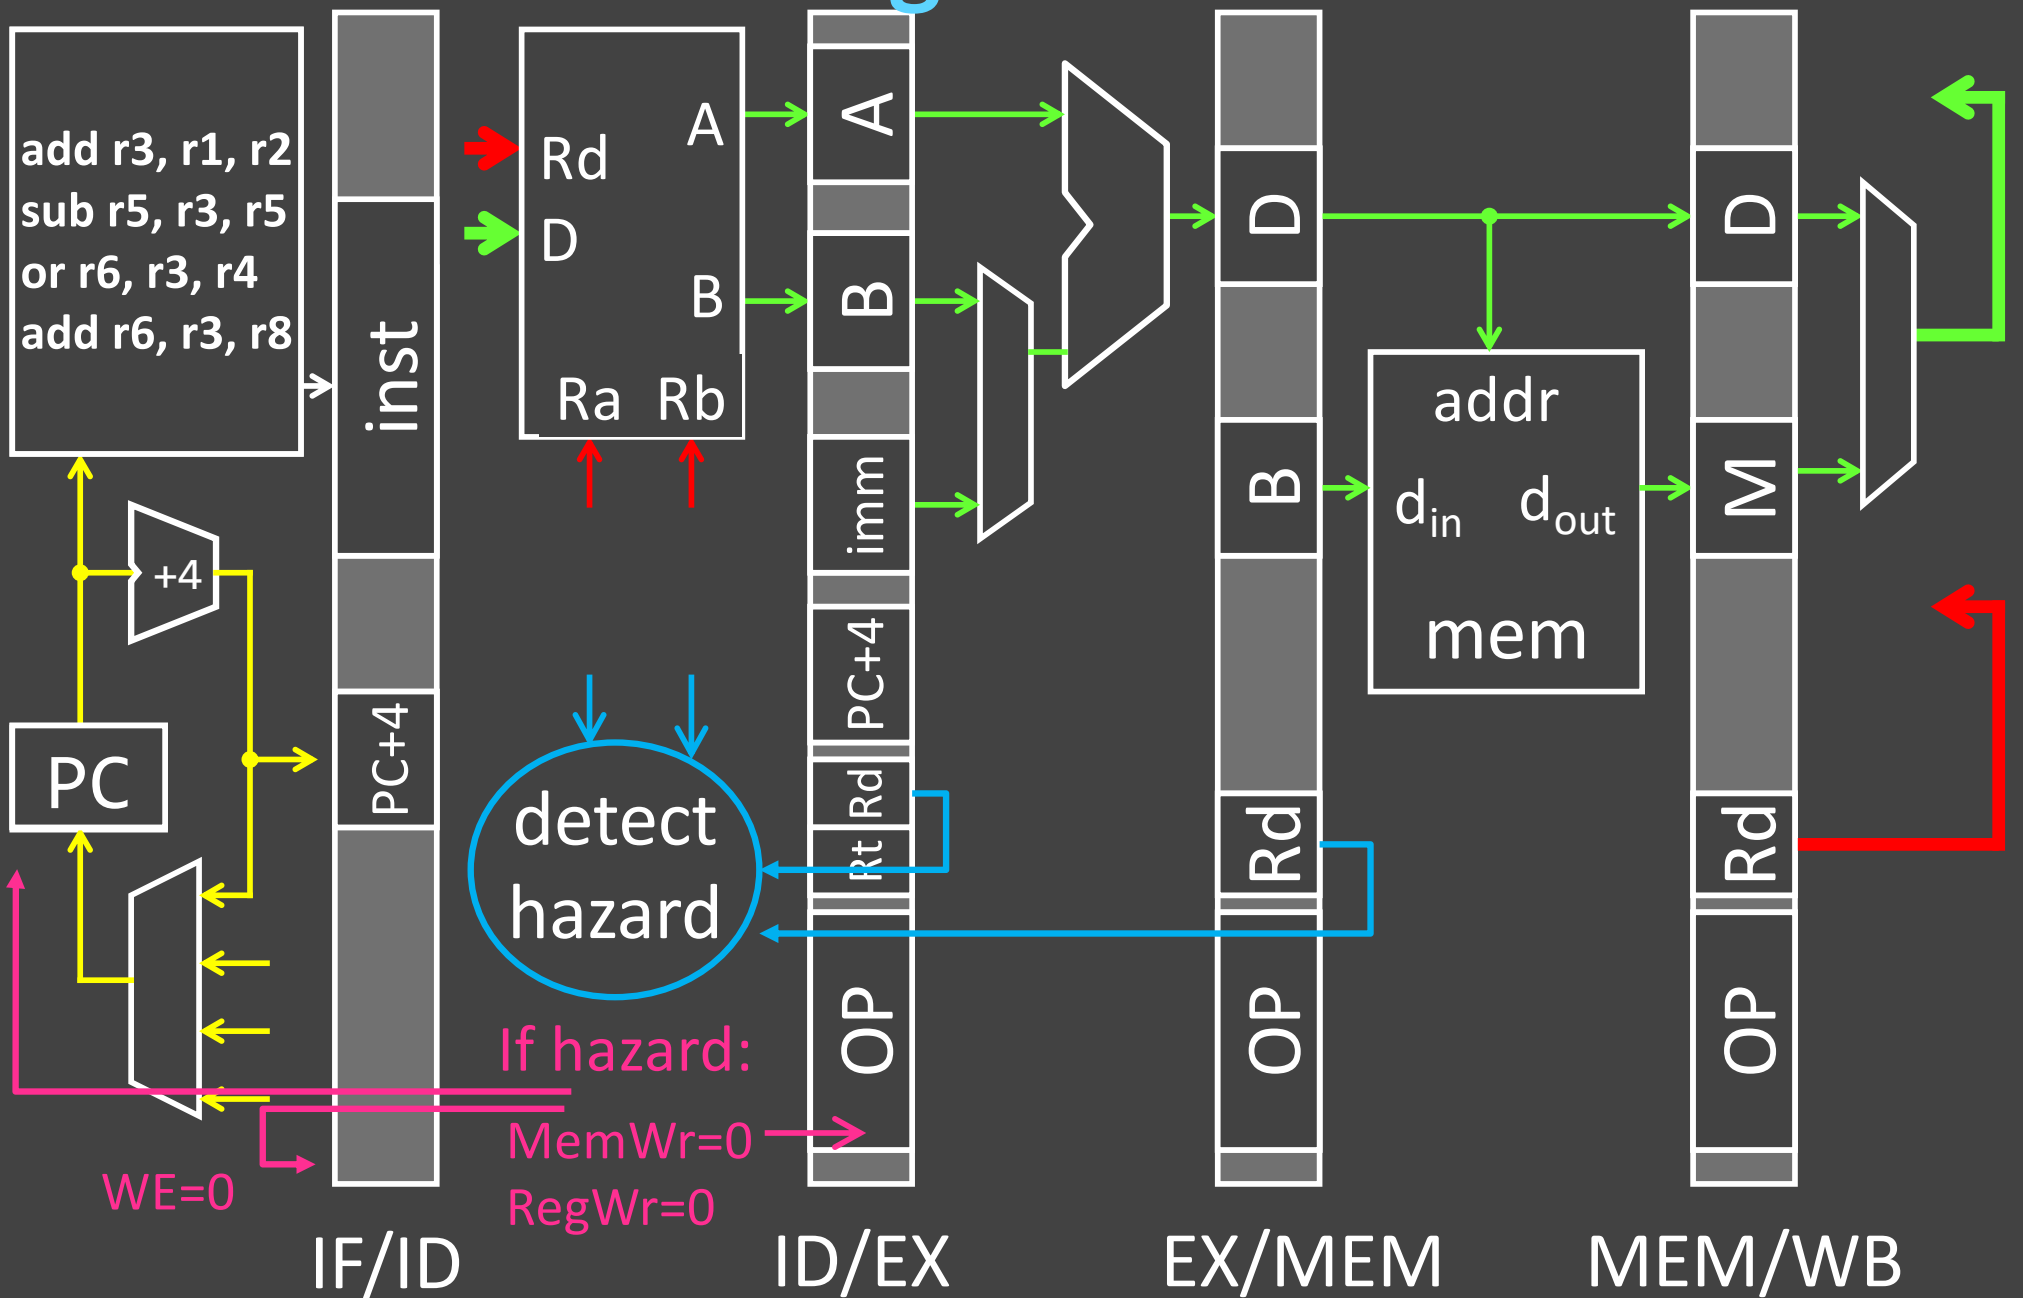 add r3, r1, r2
sub r5, r3, r5
or r6, r3, r4
add r6, r3, r8
+4
PC
inst
PC+4
Rd
D
A
B
Ra Rb
detect
hazard
If hazard:
MemWr=0
RegWr=0
WE=0
A
B
imm
PC+4
Rd
Rt
OP
D
B
Rd
OP
addr
din dout
mem
D
M
Rd
OP
IF/ID
ID/EX
EX/MEM
MEM/WB